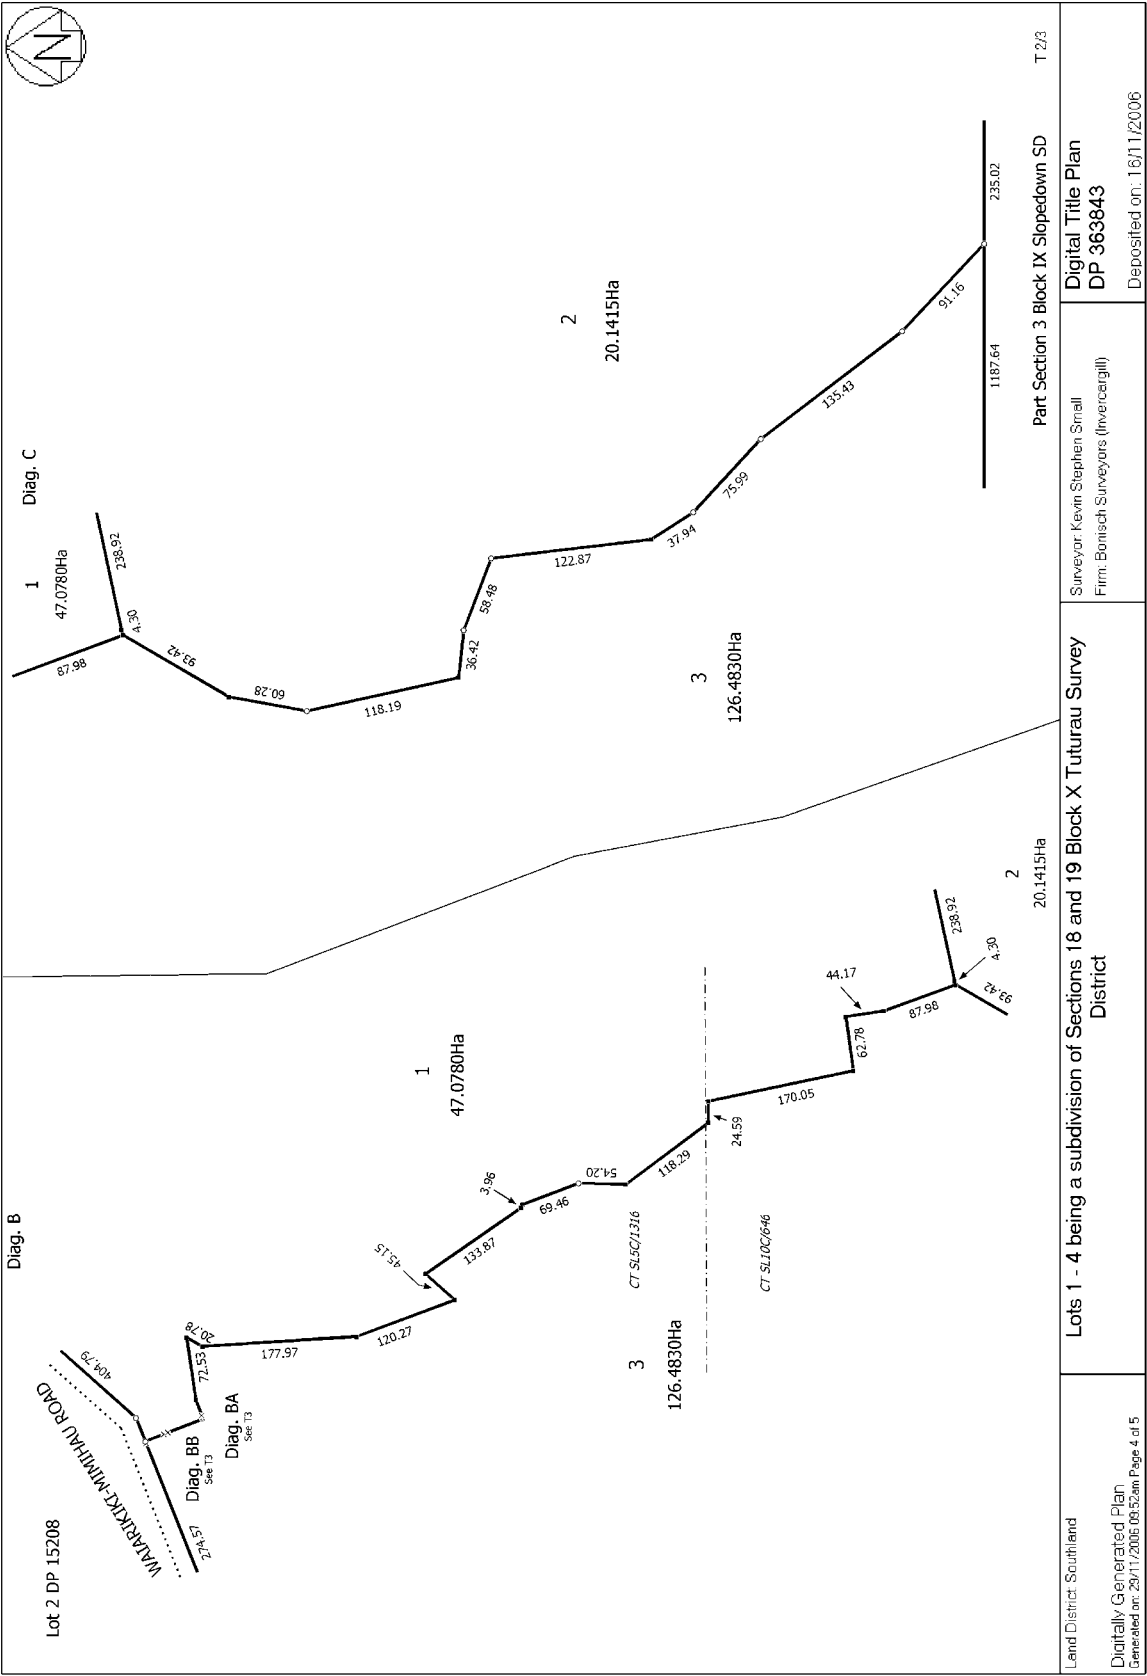 Diag. B
Lot 2 DP 15208
WAIARIKIKI-MIMIHAU ROAD
404.79
274.57
Diag. BB
See T3
Diag. BA
See T3
72.53
20.78
177.97
120.27
45.15
133.87
3.96
69.46
54.20
118.29
24.59
170.05
62.78
44.17
87.98
4.30
238.92
93.42
1
47.0780Ha
3
126.4830Ha
CT SL5C/1316
CT SL10C/646
2
20.1415Ha
Diag. C
N
1
47.0780Ha
87.98
238.92
4.30
93.42
60.28
118.19
36.42
58.48
122.87
37.94
75.99
135.43
91.16
1187.64
235.02
2
20.1415Ha
3
126.4830Ha
Part Section 3 Block IX Slopedown SD
T 2/3
Land District: Southland
Digitally Generated Plan
Generated on: 29/11/2006 09:52am Page 4 of 5
Lots 1 - 4 being a subdivision of Sections 18 and 19 Block X Tuturau Survey
District
Surveyor: Kevin Stephen Small
Firm: Bonisch Surveyors (Invercargill)
Digital Title Plan
DP 363843
Deposited on: 16/11/2006